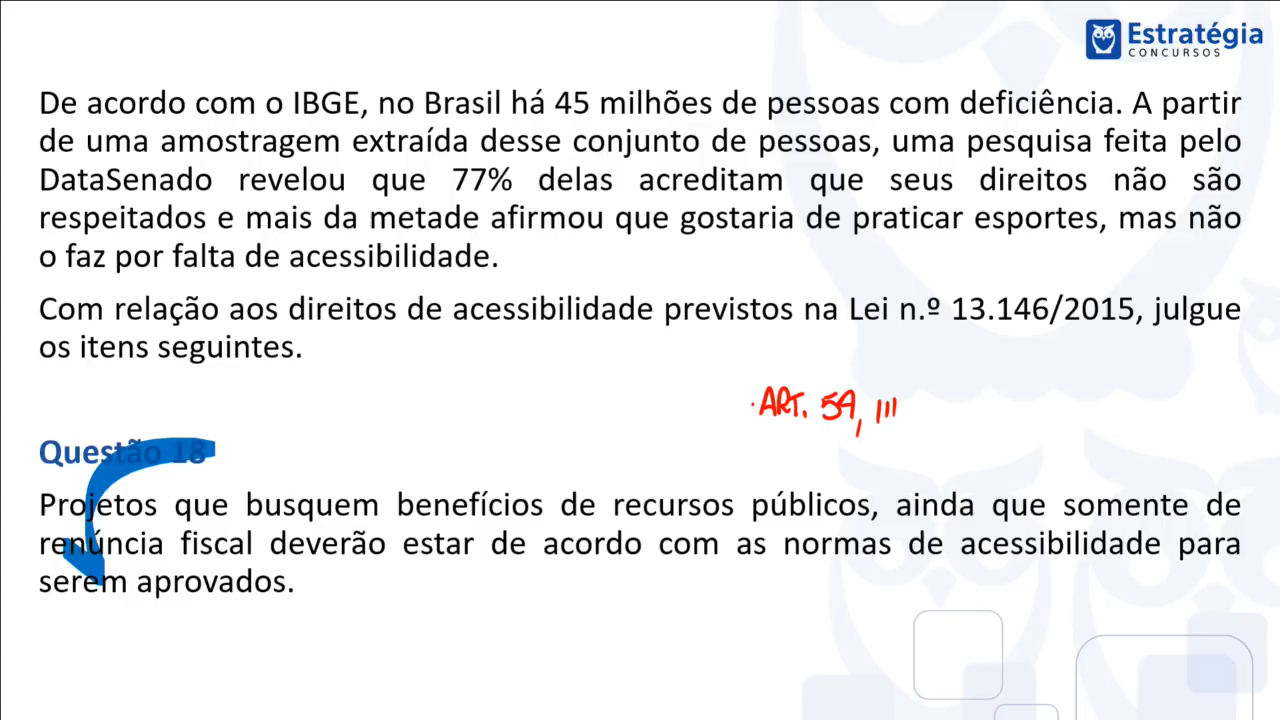 Estratégia
CONCURSOS
De acordo com o IBGE, no Brasil há 45 milhões de pessoas com deficiência. A partir
de uma amostragem extraída desse conjunto de pessoas, uma pesquisa feita pelo
DataSenado revelou que 77% delas acreditam que seus direitos não são
respeitados e mais da metade afirmou que gostaria de praticar esportes, mas não
o faz por falta de acessibilidade.
Com relação aos direitos de acessibilidade previstos na Lei n.º 13.146/2015, julgue
os itens seguintes.
ART. 54, III
Questão 18
Projetos que busquem benefícios de recursos públicos, ainda que somente de
renúncia fiscal deverão estar de acordo com as normas de acessibilidade para
serem aprovados.